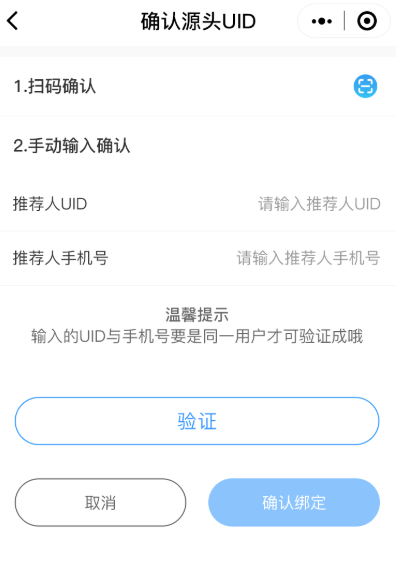 确认源头UID
1.扫码确认
2.手动输入确认
推荐人UID 请输入推荐人UID
推荐人手机号 请输入推荐人手机号
温馨提示
输入的UID与手机号要是同一用户才可验证成哦
验证
取消 确认绑定